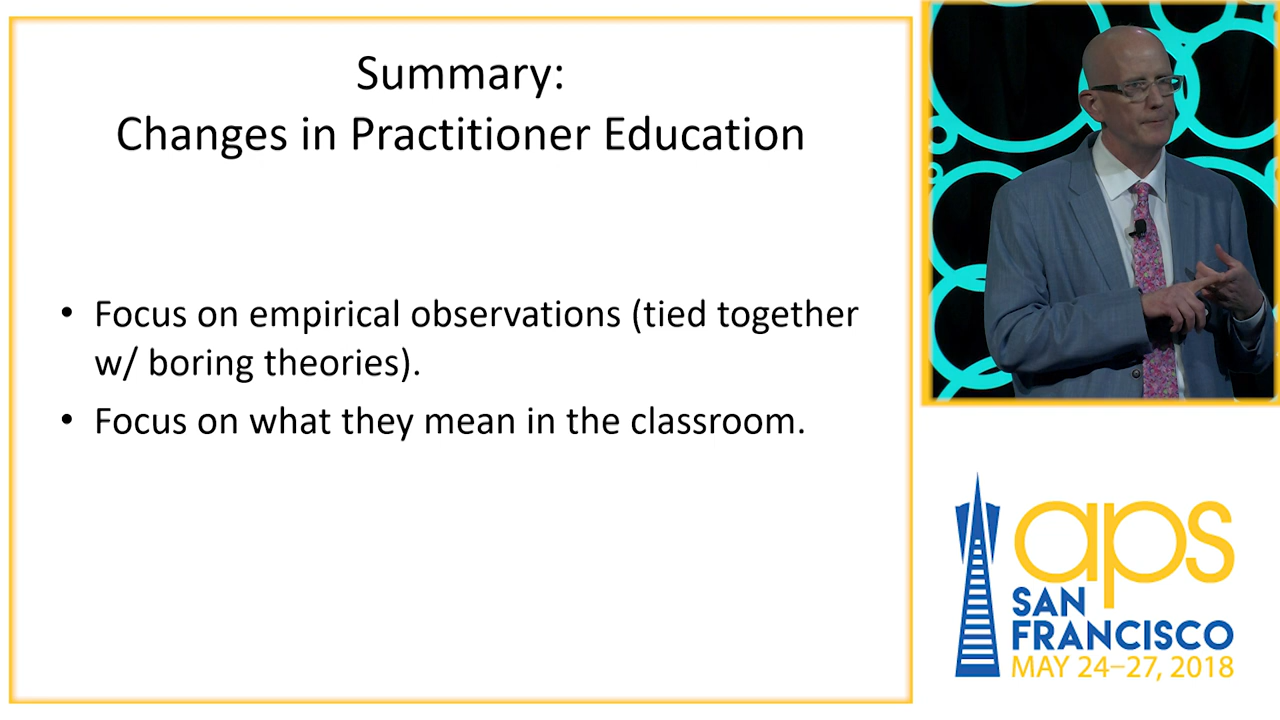 Summary:
Changes in Practitioner Education
• Focus on empirical observations (tied together
w/ boring theories).
• Focus on what they mean in the classroom.
aps
SAN
FRANCISCO
MAY 24–27, 2018